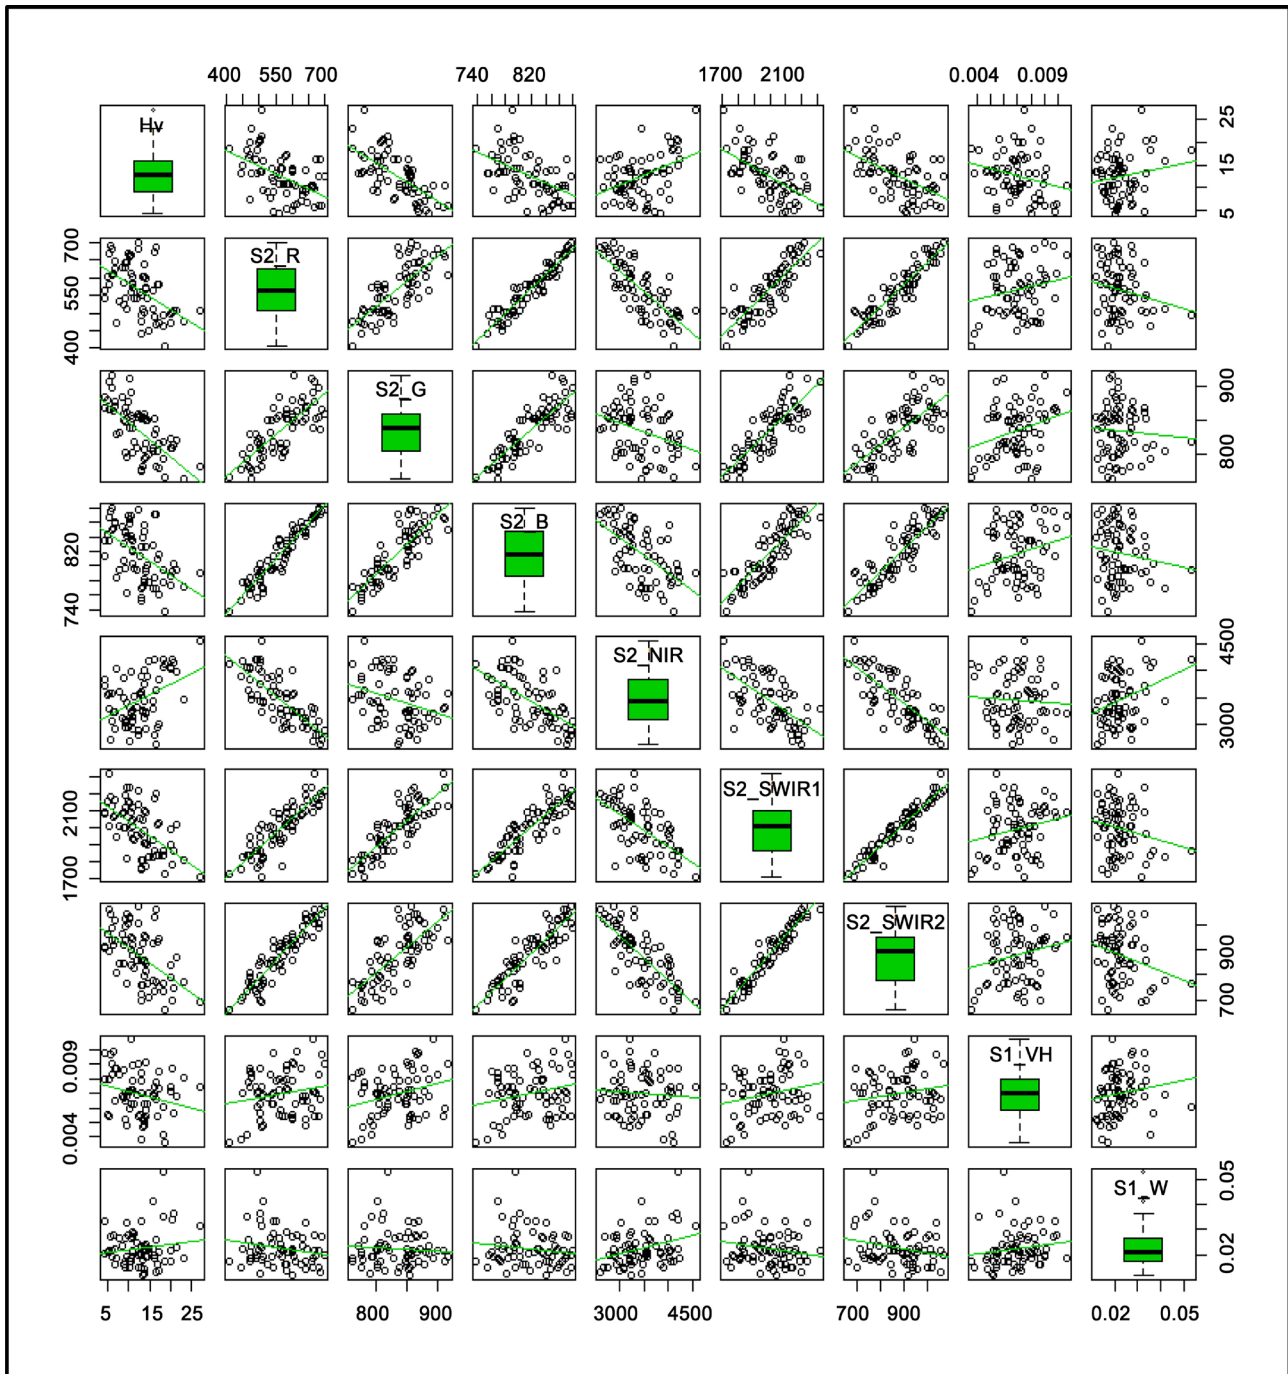 400 550 700 740 820 1700 2100 0.004 0.009
Hv 5 15 25
400 550 700 S2_R
S2_G 800 900
740 820 S2_B
S2_NIR 3000 4500
1700 2100 S2_SWIR1
S2_SWIR2 700 900
0.004 0.009 S1_VH
S1_W 0.02 0.05
5 15 25 800 900 3000 4500 700 900 0.02 0.05